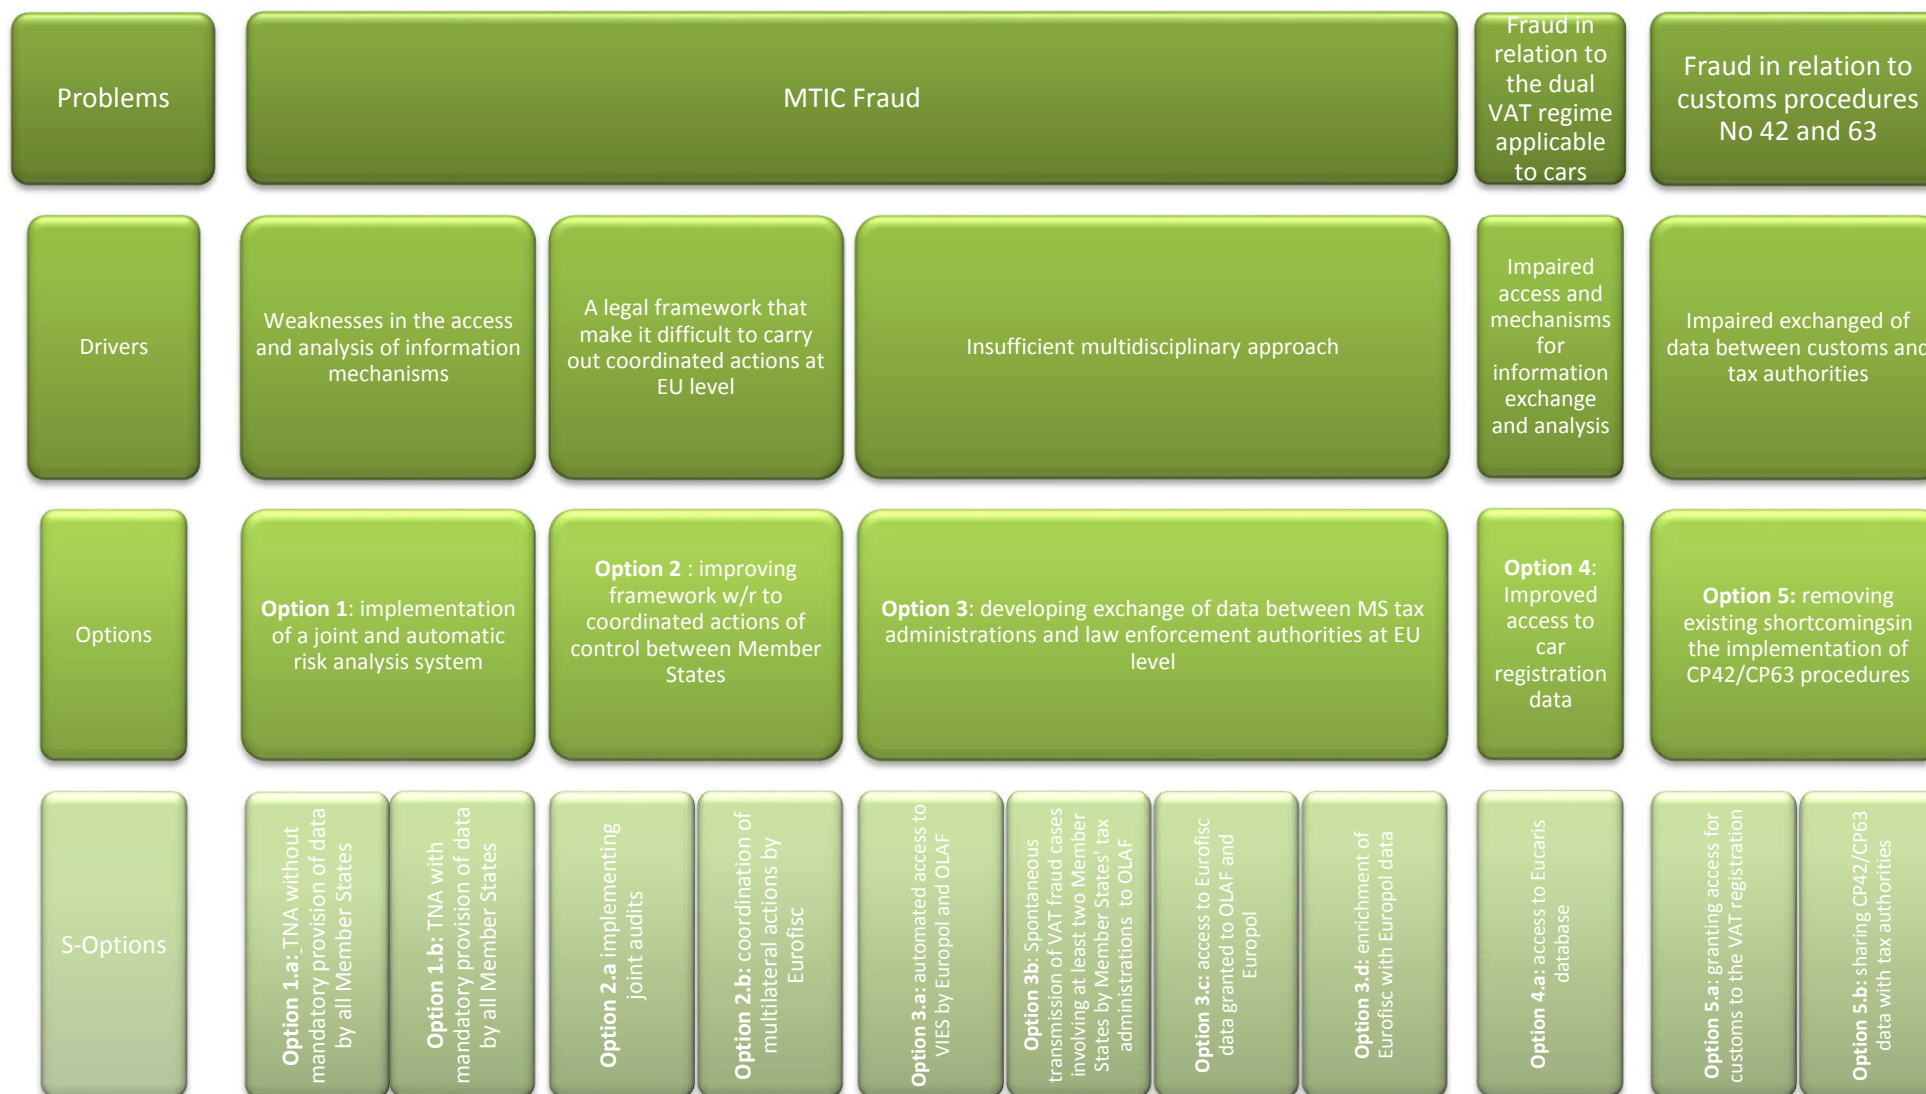 Problems
MTIC Fraud
Fraud in
relation to
the dual
VAT regime
applicable
to cars
Fraud in relation to
customs procedures
No 42 and 63
Drivers
Weaknesses in the access
and analysis of information
mechanisms
A legal framework that
make it difficult to carry
out coordinated actions at
EU level
Insufficient multidisciplinary approach
Impaired
access and
mechanisms
for
information
exchange
and analysis
Impaired exchanged of
data between customs and
tax authorities
Options
Option 1: implementation
of a joint and automatic
risk analysis system
Option 2 : improving
framework w/r to
coordinated actions of
control between Member
States
Option 3: developing exchange of data between MS tax
administrations and law enforcement authorities at EU
level
Option 4:
Improved
access to
car
registration
data
Option 5: removing
existing shortcomingsin
the implementation of
CP42/CP63 procedures
S-Options
Option 1.a: TNA without
mandatory provision of data
by all Member States
Option 1.b: TNA with
mandatory provision of data
by all Member States
Option 2.a implementing
joint audits
Option 2.b: coordination of
multilateral actions by
Eurofisc
Option 3.a: automated access to
VIES by Europol and OLAF
Option 3b: Spontaneous
transmission of VAT fraud cases
involving at least two Member
States by Member States' tax
administrations to OLAF
Option 3.c: access to Eurofisc
data granted to OLAF and
Europol
Option 3.d: enrichment of
Eurofisc with Europol data
Option 4.a: access to Eucaris
database
Option 5.a: granting access for
customs to the VAT registration
Option 5.b: sharing CP42/CP63
data with tax authorities